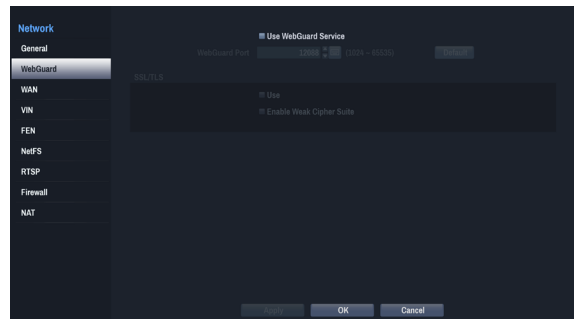 Network
General
WebGuard
WAN
VIN
FEN
NetFS
RTSP
Firewall
NAT
Use WebGuard Service
WebGuard Port 12088 (1024 ~ 65535) Default
SSL/TLS
Use
Enable Weak Cipher Suite
Apply OK Cancel